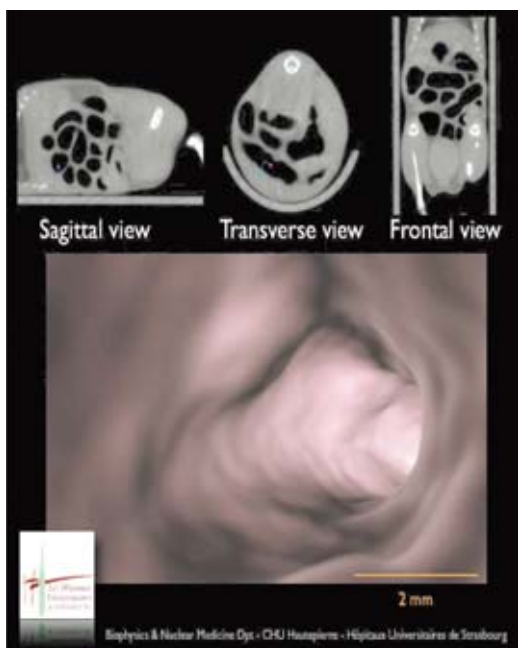 Sagittal view Transverse view Frontal view
2 mm
Biophysics & Nuclear Medicine Dpt - CHU Hautepierre - Hôpitaux Universitaires de Strasbourg